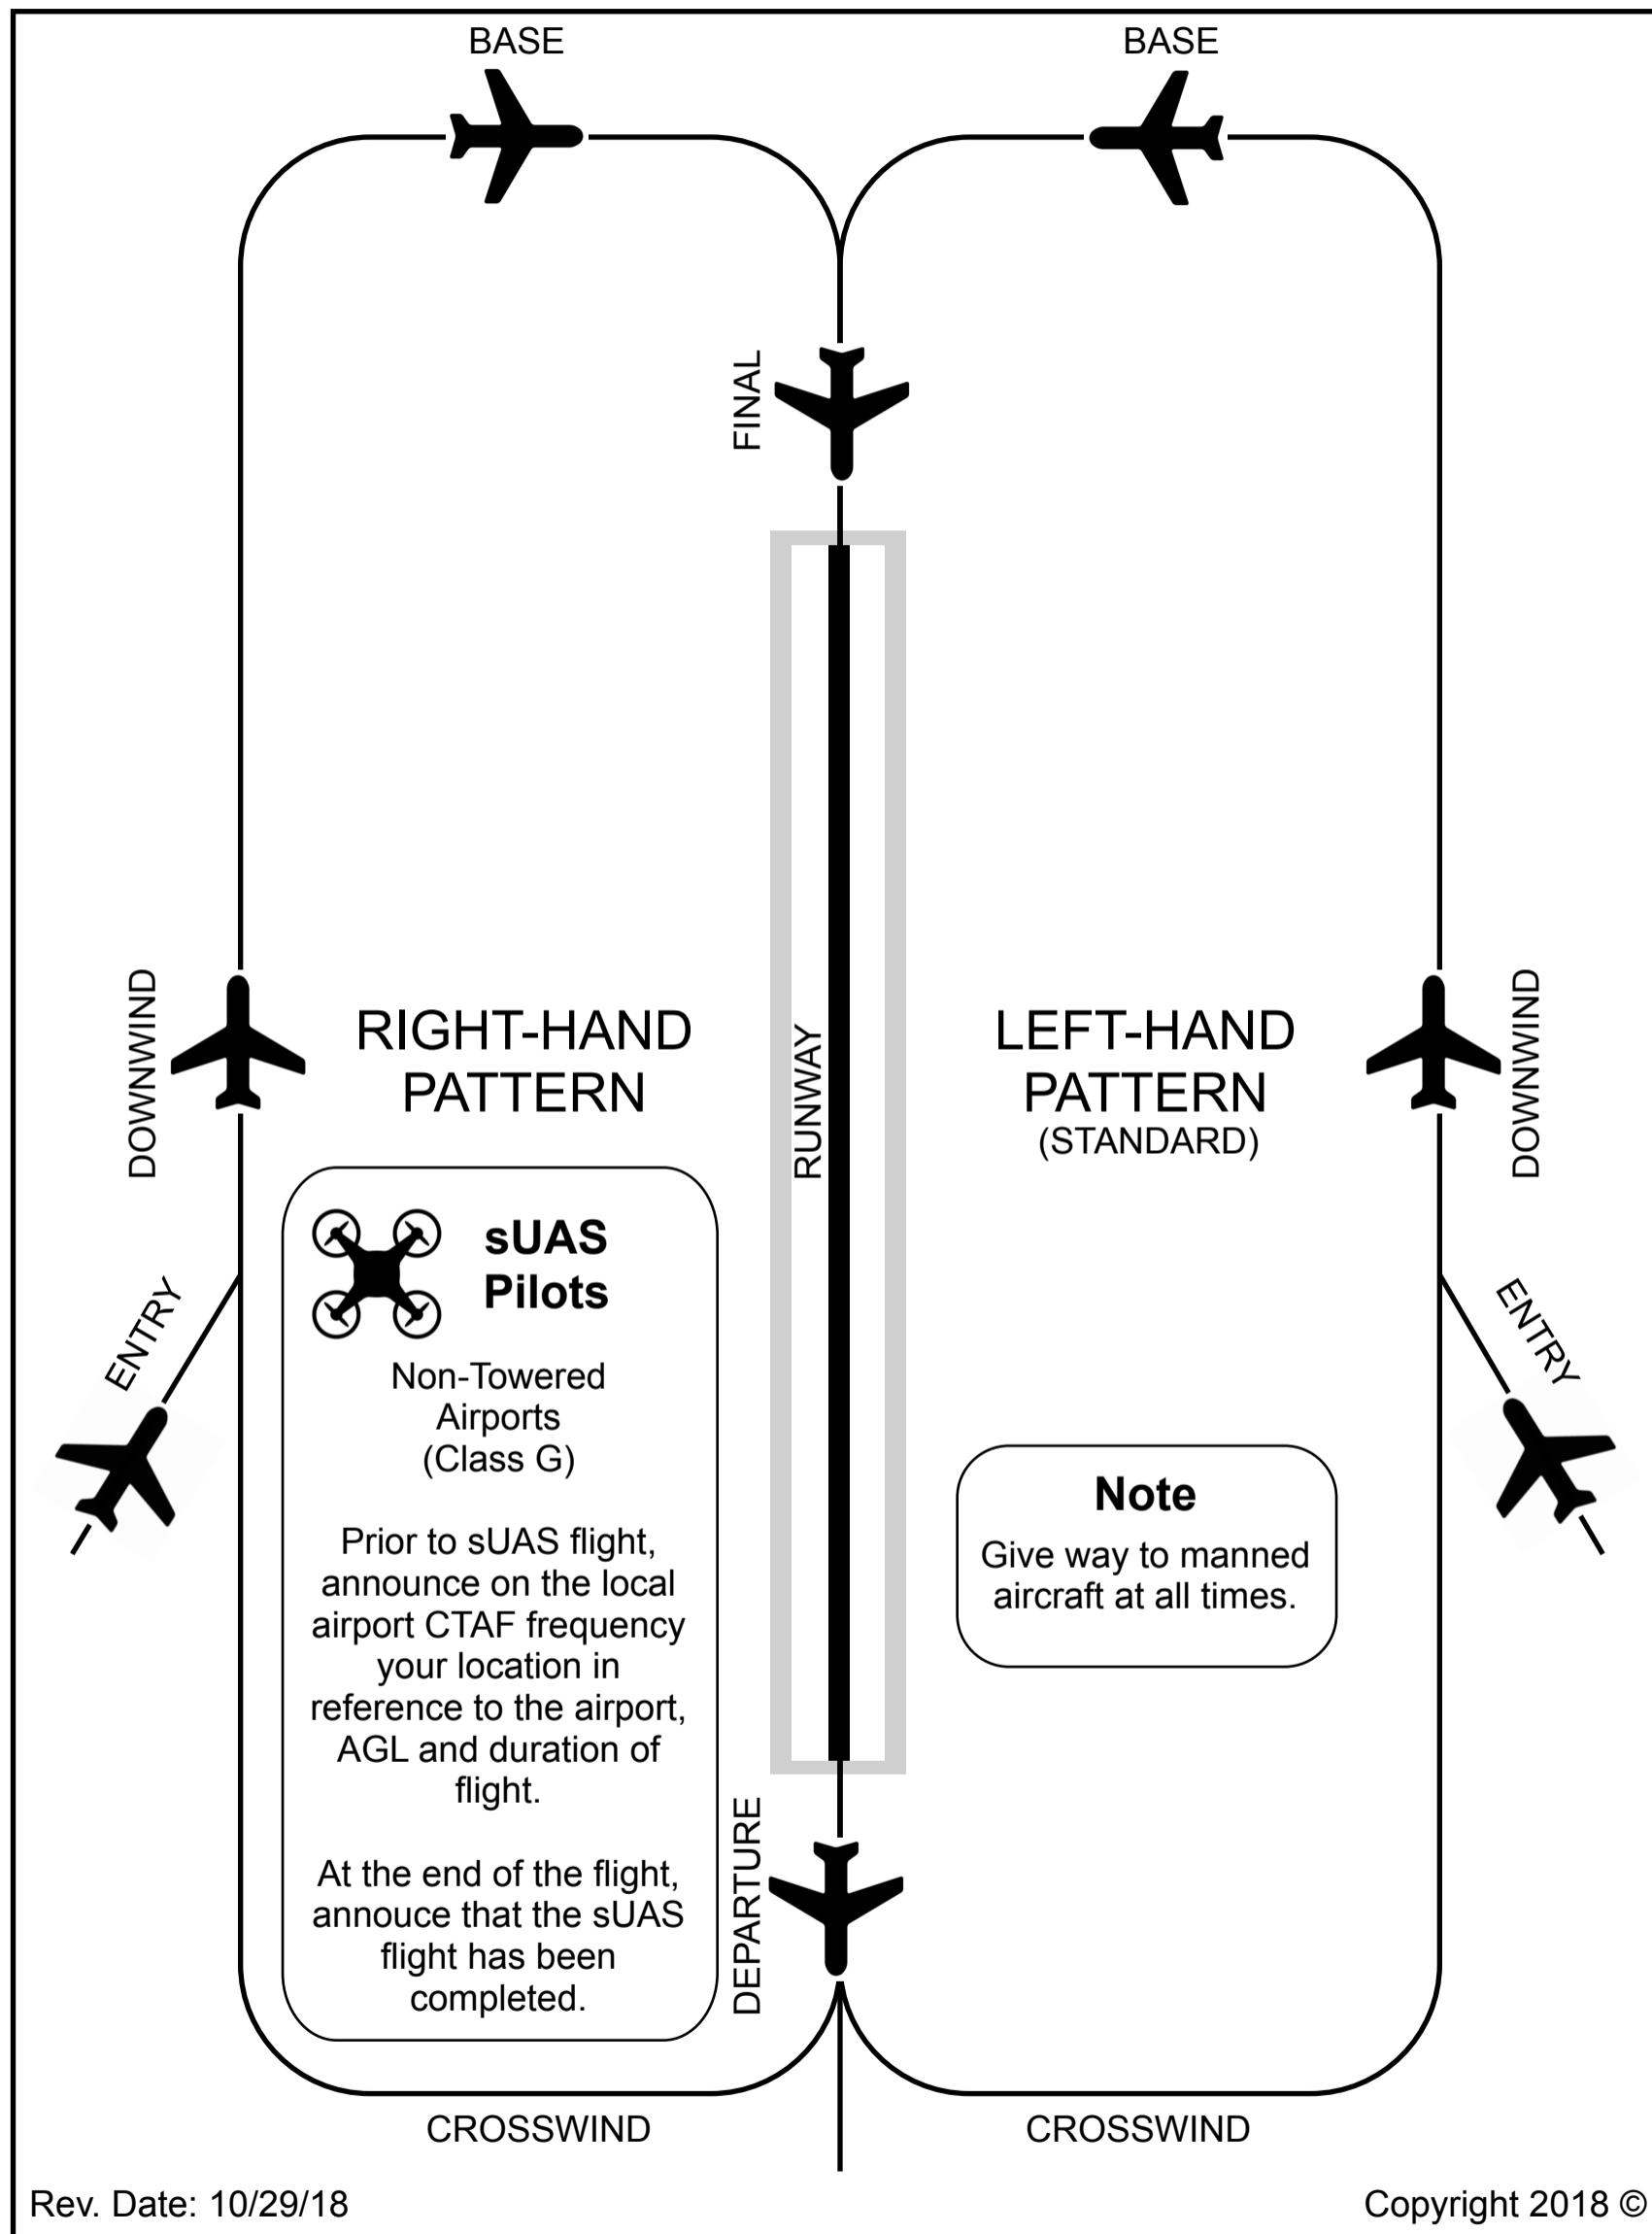 BASE
BASE
FINAL
DOWNWIND
RIGHT-HAND
PATTERN
RUNWAY
LEFT-HAND
PATTERN
(STANDARD)
DOWNWIND
ENTRY
sUAS
Pilots
Non-Towered
Airports
(Class G)
Prior to sUAS flight,
announce on the local
airport CTAF frequency
your location in
reference to the airport,
AGL and duration of
flight.
At the end of the flight,
annouce that the sUAS
flight has been
completed.
ENTRY
Note
Give way to manned
aircraft at all times.
DEPARTURE
CROSSWIND
CROSSWIND
Rev. Date: 10/29/18
Copyright 2018 ©